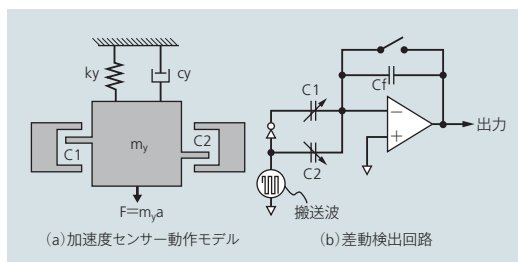 ky
cy
C1
my
C2
F=mya
(a)加速度センサー動作モデル
C1
C2
Cf
−
+
出力
搬送波
(b)差動検出回路